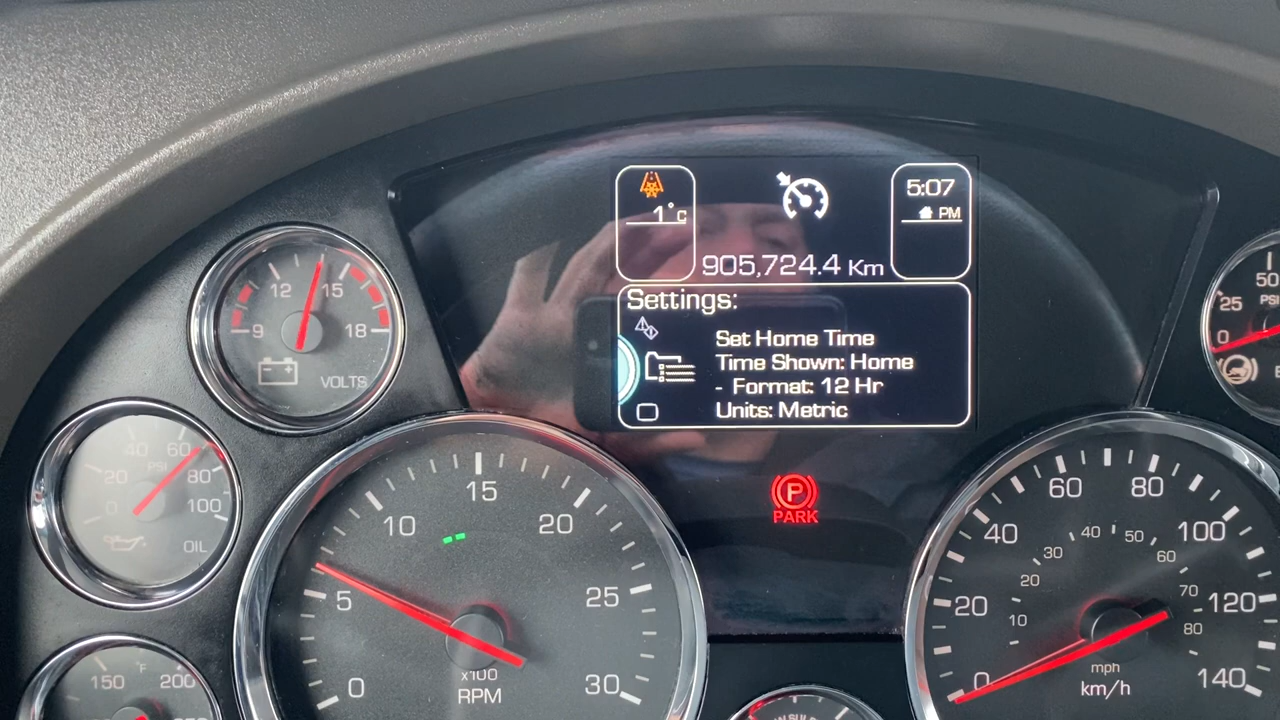 1°C
5:07
PM
905,724.4 Km
Settings:
Set Home Time
Time Shown: Home
- Format: 12 Hr
Units: Metric
P
PARK
9 12 15 18
VOLTS
0 20 40 60 80 100
PSI
OIL
°F
150 200
0 5 10 15 20 25 30
x100
RPM
0 20 40 60 80 100 120 140
10 20 30 40 50 60 70 80
mph
km/h
0 25 50
PSI